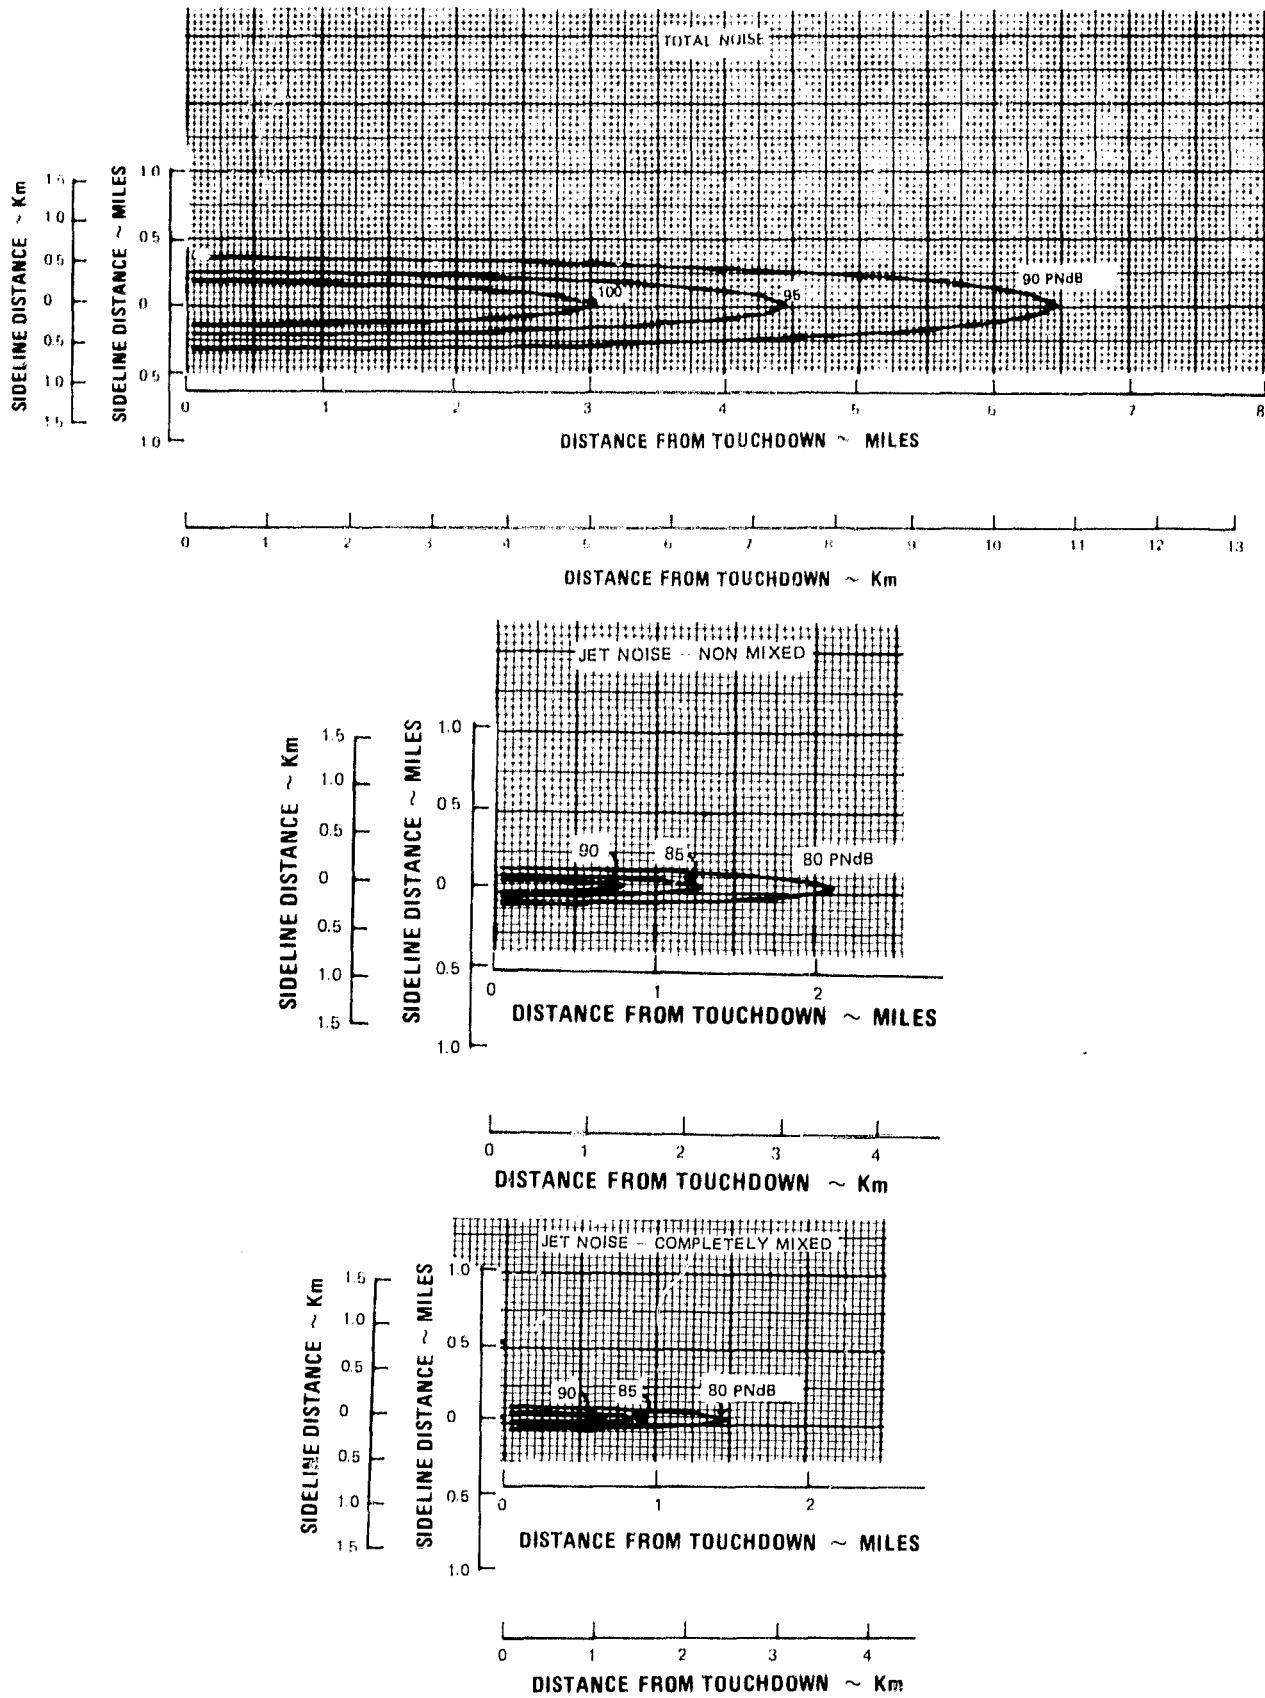 TOTAL NOISE
SIDELINE DISTANCE ~ Km
1.5
1.0
0.5
0
0.5
1.0
1.5
SIDELINE DISTANCE ~ MILES
1.0
0.5
0
0.5
1.0
100
95
90 PNdB
0 1 2 3 4 5 6 7 8
DISTANCE FROM TOUCHDOWN ~ MILES
0 1 2 3 4 5 6 7 8 9 10 11 12 13
DISTANCE FROM TOUCHDOWN ~ Km
JET NOISE - NON MIXED
SIDELINE DISTANCE ~ Km
1.5
1.0
0.5
0
0.5
1.0
1.5
SIDELINE DISTANCE ~ MILES
1.0
0.5
0
0.5
1.0
90 85 80 PNdB
0 1 2
DISTANCE FROM TOUCHDOWN ~ MILES
0 1 2 3 4
DISTANCE FROM TOUCHDOWN ~ Km
JET NOISE - COMPLETELY MIXED
SIDELINE DISTANCE ~ Km
1.5
1.0
0.5
0
0.5
1.0
1.5
SIDELINE DISTANCE ~ MILES
1.0
0.5
0
0.5
1.0
90 85 80 PNdB
0 1 2
DISTANCE FROM TOUCHDOWN ~ MILES
0 1 2 3 4
DISTANCE FROM TOUCHDOWN ~ Km